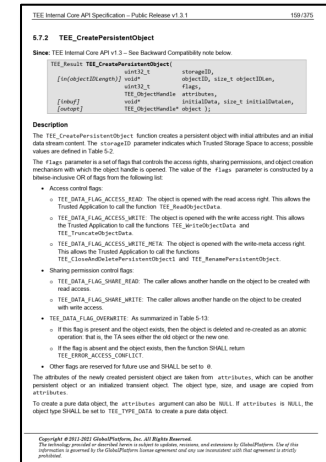 TEE Internal Core API Specification – Public Release v1.3.1 159/375
5.7.2 TEE_CreatePersistentObject
Since: TEE Internal Core API v1.3 – See Backward Compatibility note below.
TEE_Result TEE_CreatePersistentObject(
uint32_t storageID,
[in(objectIDLength)] void* objectID, size_t objectIDLen,
uint32_t flags,
TEE_ObjectHandle attributes,
[inbuf] void* initialData, size_t initialDataLen,
[outopt] TEE_ObjectHandle* object );
Description
The TEE_CreatePersistentObject function creates a persistent object with initial attributes and an initial
data stream content. The storageID parameter indicates which Trusted Storage Space to access; possible
values are defined in Table 5-2.
The flags parameter is a set of flags that controls the access rights, sharing permissions, and object creation
mechanism with which the object handle is opened. The value of the flags parameter is constructed by a
bitwise-inclusive OR of flags from the following list:
• Access control flags:
o TEE_DATA_FLAG_ACCESS_READ: The object is opened with the read access right. This allows the
Trusted Application to call the function TEE_ReadObjectData.
o TEE_DATA_FLAG_ACCESS_WRITE: The object is opened with the write access right. This allows
the Trusted Application to call the functions TEE_WriteObjectData and
TEE_TruncateObjectData.
o TEE_DATA_FLAG_ACCESS_WRITE_META: The object is opened with the write-meta access right.
This allows the Trusted Application to call the functions
TEE_CloseAndDeletePersistentObject1 and TEE_RenamePersistentObject.
• Sharing permission control flags:
o TEE_DATA_FLAG_SHARE_READ: The caller allows another handle on the object to be created with
read access.
o TEE_DATA_FLAG_SHARE_WRITE: The caller allows another handle on the object to be created
with write access.
• TEE_DATA_FLAG_OVERWRITE: As summarized in Table 5-13:
o If this flag is present and the object exists, then the object is deleted and re-created as an atomic
operation: that is, the TA sees either the old object or the new one.
o If the flag is absent and the object exists, then the function SHALL return
TEE_ERROR_ACCESS_CONFLICT.
• Other flags are reserved for future use and SHALL be set to 0.
The attributes of the newly created persistent object are taken from attributes, which can be another
persistent object or an initialized transient object. The object type, size, and usage are copied from
attributes.
To create a pure data object, the attributes argument can also be NULL. If attributes is NULL, the
object type SHALL be set to TEE_TYPE_DATA to create a pure data object.
Copyright © 2011-2021 GlobalPlatform, Inc. All Rights Reserved.
The technology provided or described herein is subject to updates, revisions, and extensions by GlobalPlatform. Use of this
information is governed by the GlobalPlatform license agreement and any use inconsistent with that agreement is strictly
prohibited.